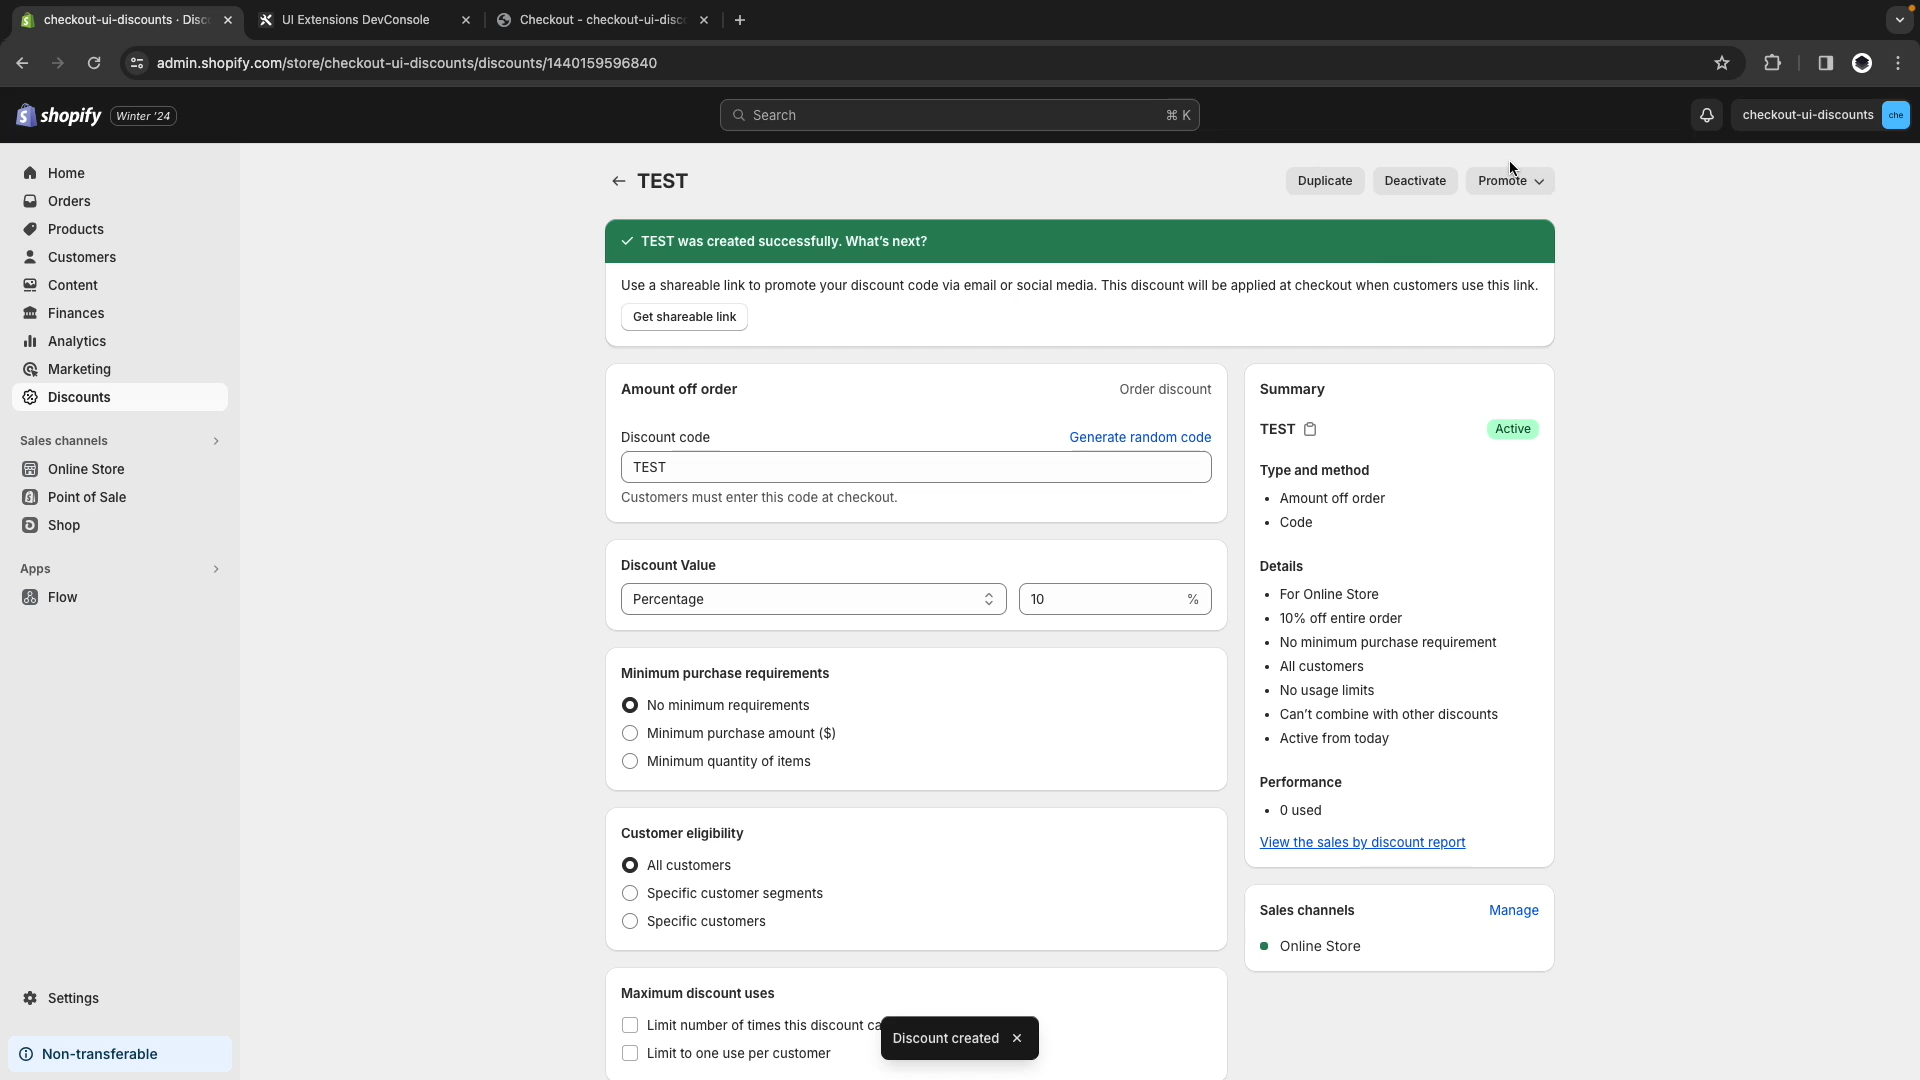 checkout-ui-discounts · Disc
UI Extensions DevConsole
Checkout - checkout-ui-disc
admin.shopify.com/store/checkout-ui-discounts/discounts/1440159596840
shopify
Winter ’24
Search
⌘ K
checkout-ui-discounts
che
Home
Orders
Products
Customers
Content
Finances
Analytics
Marketing
Discounts
Sales channels
Online Store
Point of Sale
Shop
Apps
Flow
Settings
Non-transferable
TEST
Duplicate
Deactivate
Promote
TEST was created successfully. What’s next?
Use a shareable link to promote your discount code via email or social media. This discount will be applied at checkout when customers use this link.
Get shareable link
Amount off order
Order discount
Discount code
Generate random code
TEST
Customers must enter this code at checkout.
Discount Value
Percentage
10
%
Minimum purchase requirements
No minimum requirements
Minimum purchase amount ($)
Minimum quantity of items
Customer eligibility
All customers
Specific customer segments
Specific customers
Maximum discount uses
Limit number of times this discount ca
Limit to one use per customer
Summary
TEST
Active
Type and method
• Amount off order
• Code
Details
• For Online Store
• 10% off entire order
• No minimum purchase requirement
• All customers
• No usage limits
• Can’t combine with other discounts
• Active from today
Performance
• 0 used
View the sales by discount report
Sales channels
Manage
Online Store
Discount created